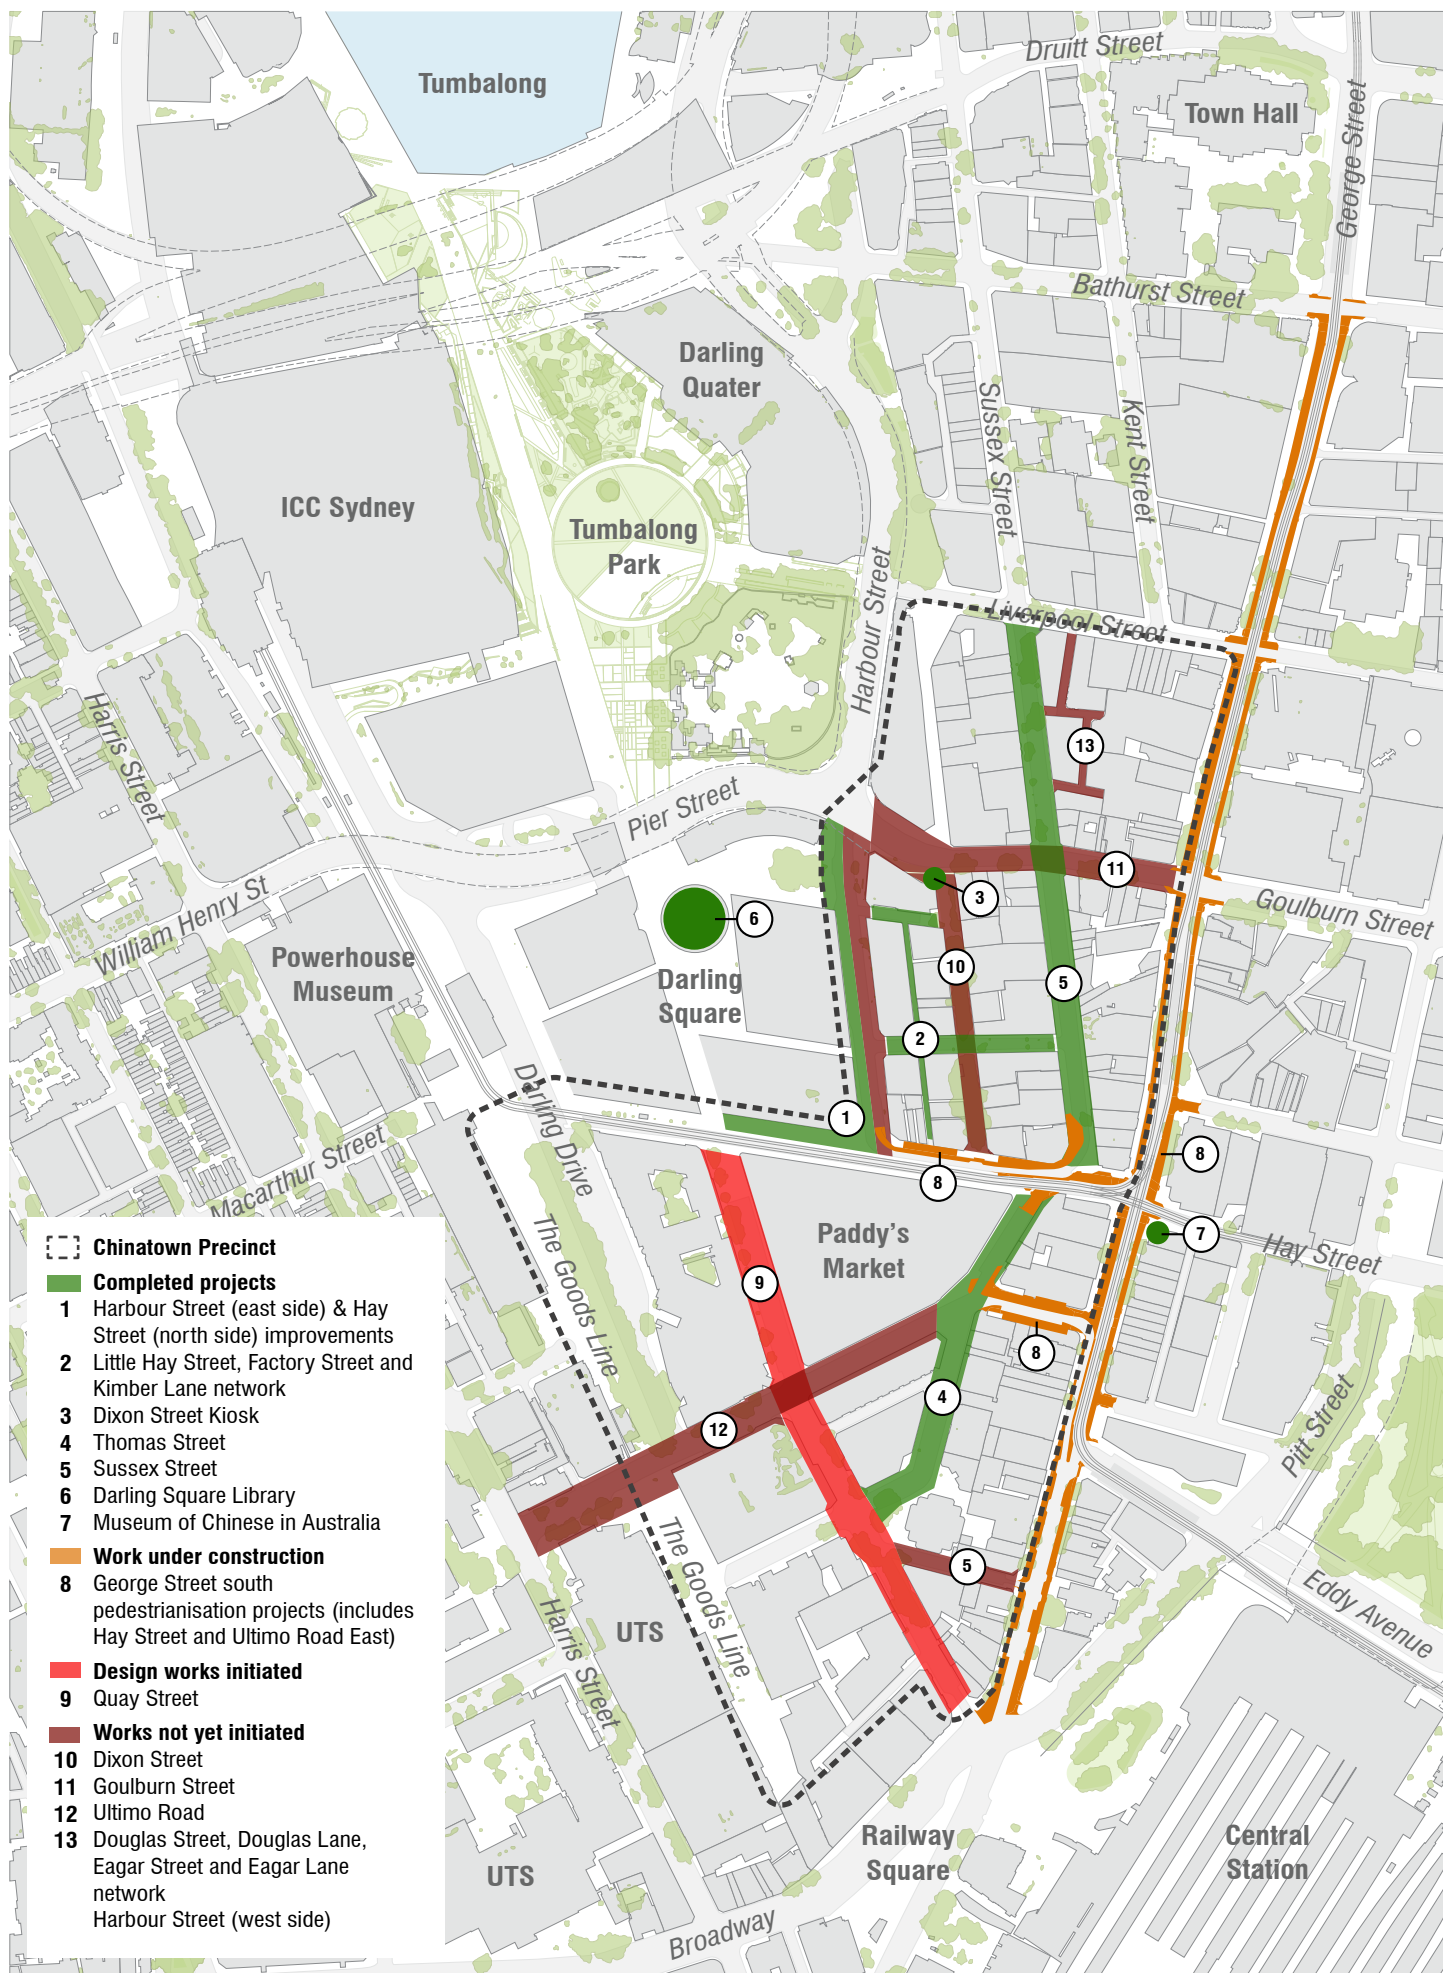 Druitt Street
Tumbalong
Town Hall
George Street
Bathurst Street
Darling
Quater
Sussex Street
Kent Street
ICC Sydney
Tumbalong
Park
Harbour Street
Liverpool Street
Harris Street
13
Pier Street
11
3
Goulburn Street
6
William Henry St
Powerhouse
Museum
Darling
Square
10
5
2
Darling Drive
1
Macarthur Street
8
8
Paddy's
Market
7
Hay Street
The Goods Line
9
8
4
12
Pitt Street
The Goods Line
5
Eddy Avenue
Harris Street
UTS
Railway
Square
Central
Station
UTS
Broadway
Chinatown Precinct
Completed projects
1 Harbour Street (east side) & Hay
Street (north side) improvements
2 Little Hay Street, Factory Street and
Kimber Lane network
3 Dixon Street Kiosk
4 Thomas Street
5 Sussex Street
6 Darling Square Library
7 Museum of Chinese in Australia
Work under construction
8 George Street south
pedestrianisation projects (includes
Hay Street and Ultimo Road East)
Design works initiated
9 Quay Street
Works not yet initiated
10 Dixon Street
11 Goulburn Street
12 Ultimo Road
13 Douglas Street, Douglas Lane,
Eagar Street and Eagar Lane
network
Harbour Street (west side)